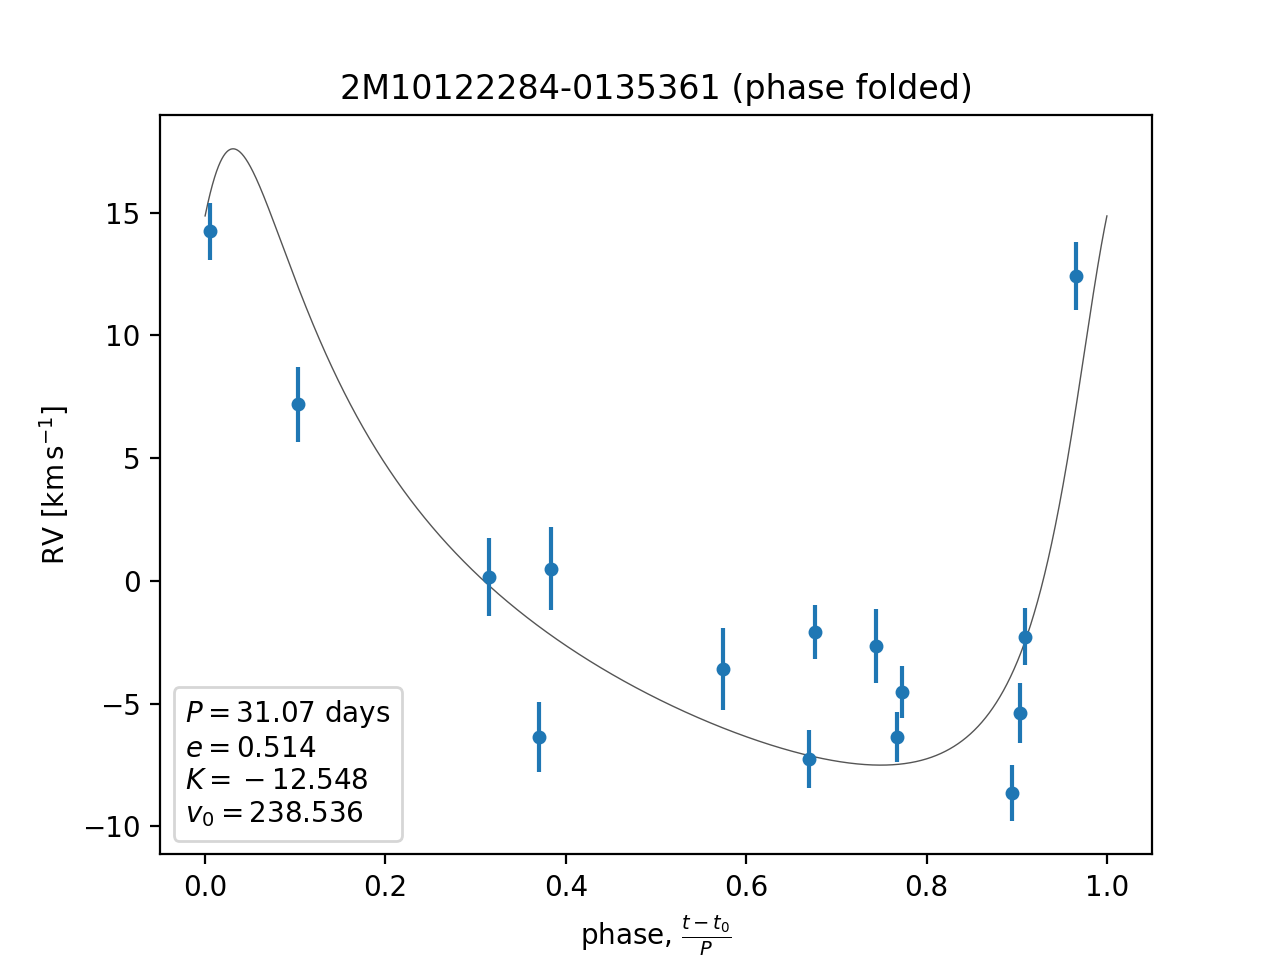 2M10122284-0135361 (phase folded)
RV [km s⁻¹]
15
10
5
0
−5
−10
P = 31.07 days
e = 0.514
K = −12.548
v₀ = 238.536
0.0 0.2 0.4 0.6 0.8 1.0
phase, (t − t₀)/P